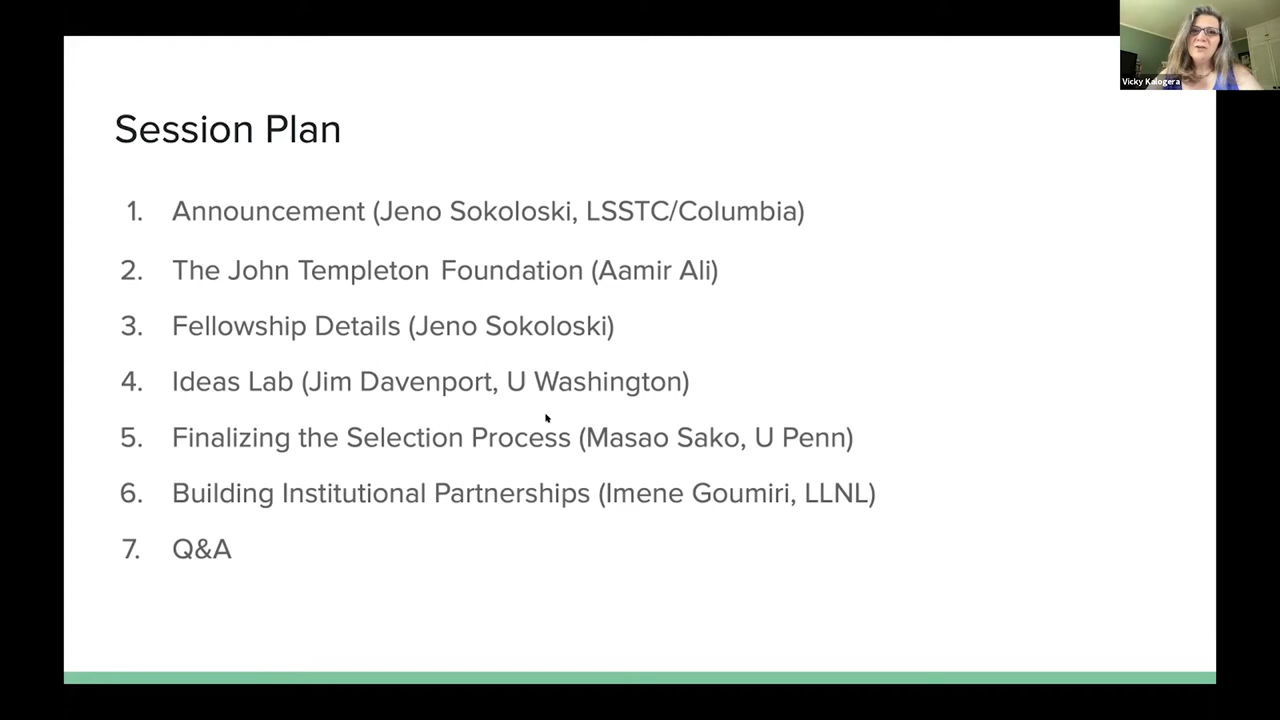 Vicky Kalogera
Session Plan
1. Announcement (Jeno Sokoloski, LSSTC/Columbia)
2. The John Templeton Foundation (Aamir Ali)
3. Fellowship Details (Jeno Sokoloski)
4. Ideas Lab (Jim Davenport, U Washington)
5. Finalizing the Selection Process (Masao Sako, U Penn)
6. Building Institutional Partnerships (Imene Goumiri, LLNL)
7. Q&A